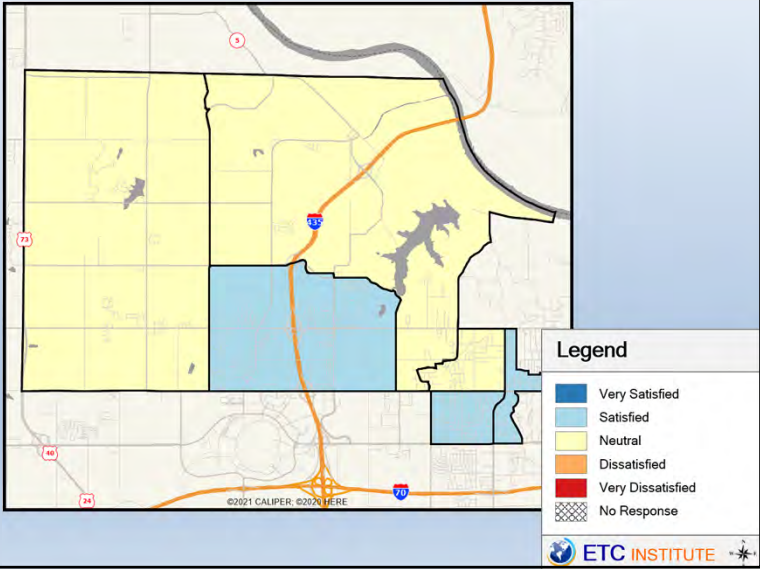 5
435
73
Legend
Very Satisfied
Satisfied
Neutral
Dissatisfied
Very Dissatisfied
No Response
40
24
70
©2021 CALIPER; ©2020 HERE
ETC INSTITUTE